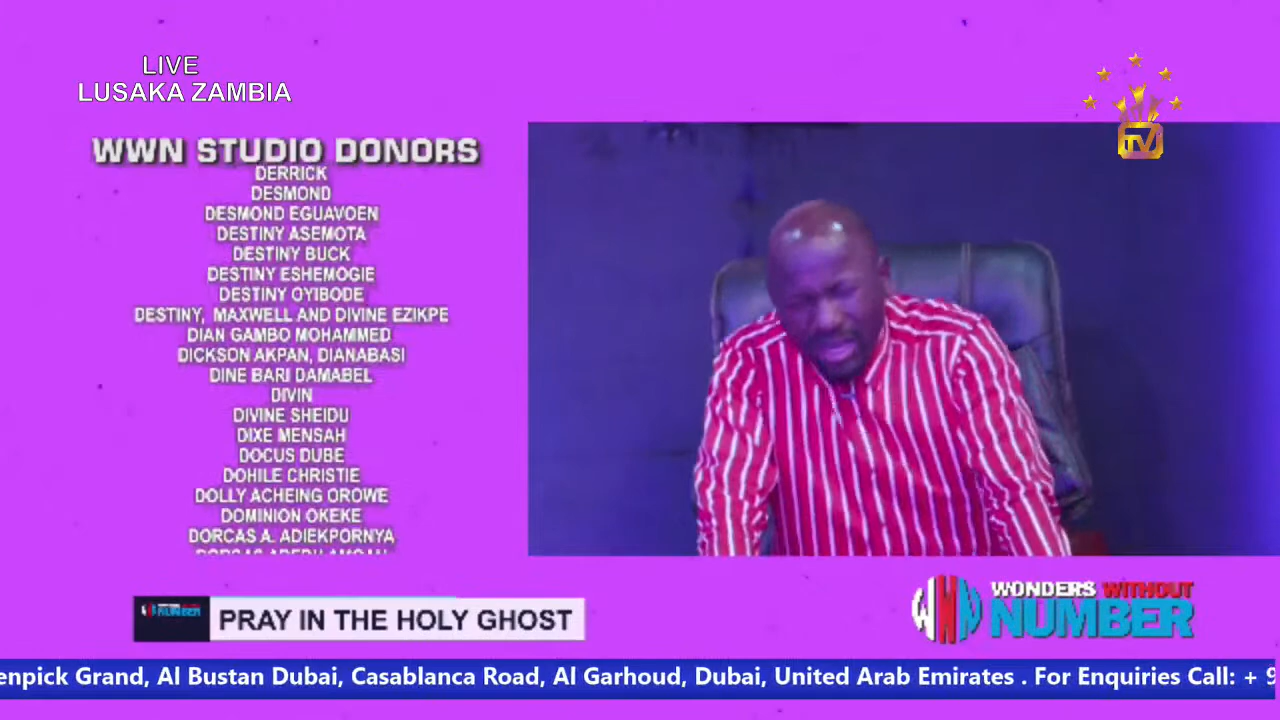 LIVE
LUSAKA ZAMBIA
TV
WWN STUDIO DONORS
DERRICK
DESMOND
DESMOND EGUAVOEN
DESTINY ASEMOTA
DESTINY BUCK
DESTINY ESHEMOGIE
DESTINY OYIBODE
DESTINY, MAXWELL AND DIVINE EZIKPE
DIAN GAMBO MOHAMMED
DICKSON AKPAN, DIANABASI
DINE BARI DAMABEL
DIVIN
DIVINE SHEIDU
DIXE MENSAH
DOCUS DUBE
DOHILE CHRISTIE
DOLLY ACHEING OROWE
DOMINION OKEKE
DORCAS A. ADIEKPORNYA
NUMBER
PRAY IN THE HOLY GHOST
WWN
WONDERS WITHOUT
NUMBER
enpick Grand, Al Bustan Dubai, Casablanca Road, Al Garhoud, Dubai, United Arab Emirates . For Enquiries Call: + 9